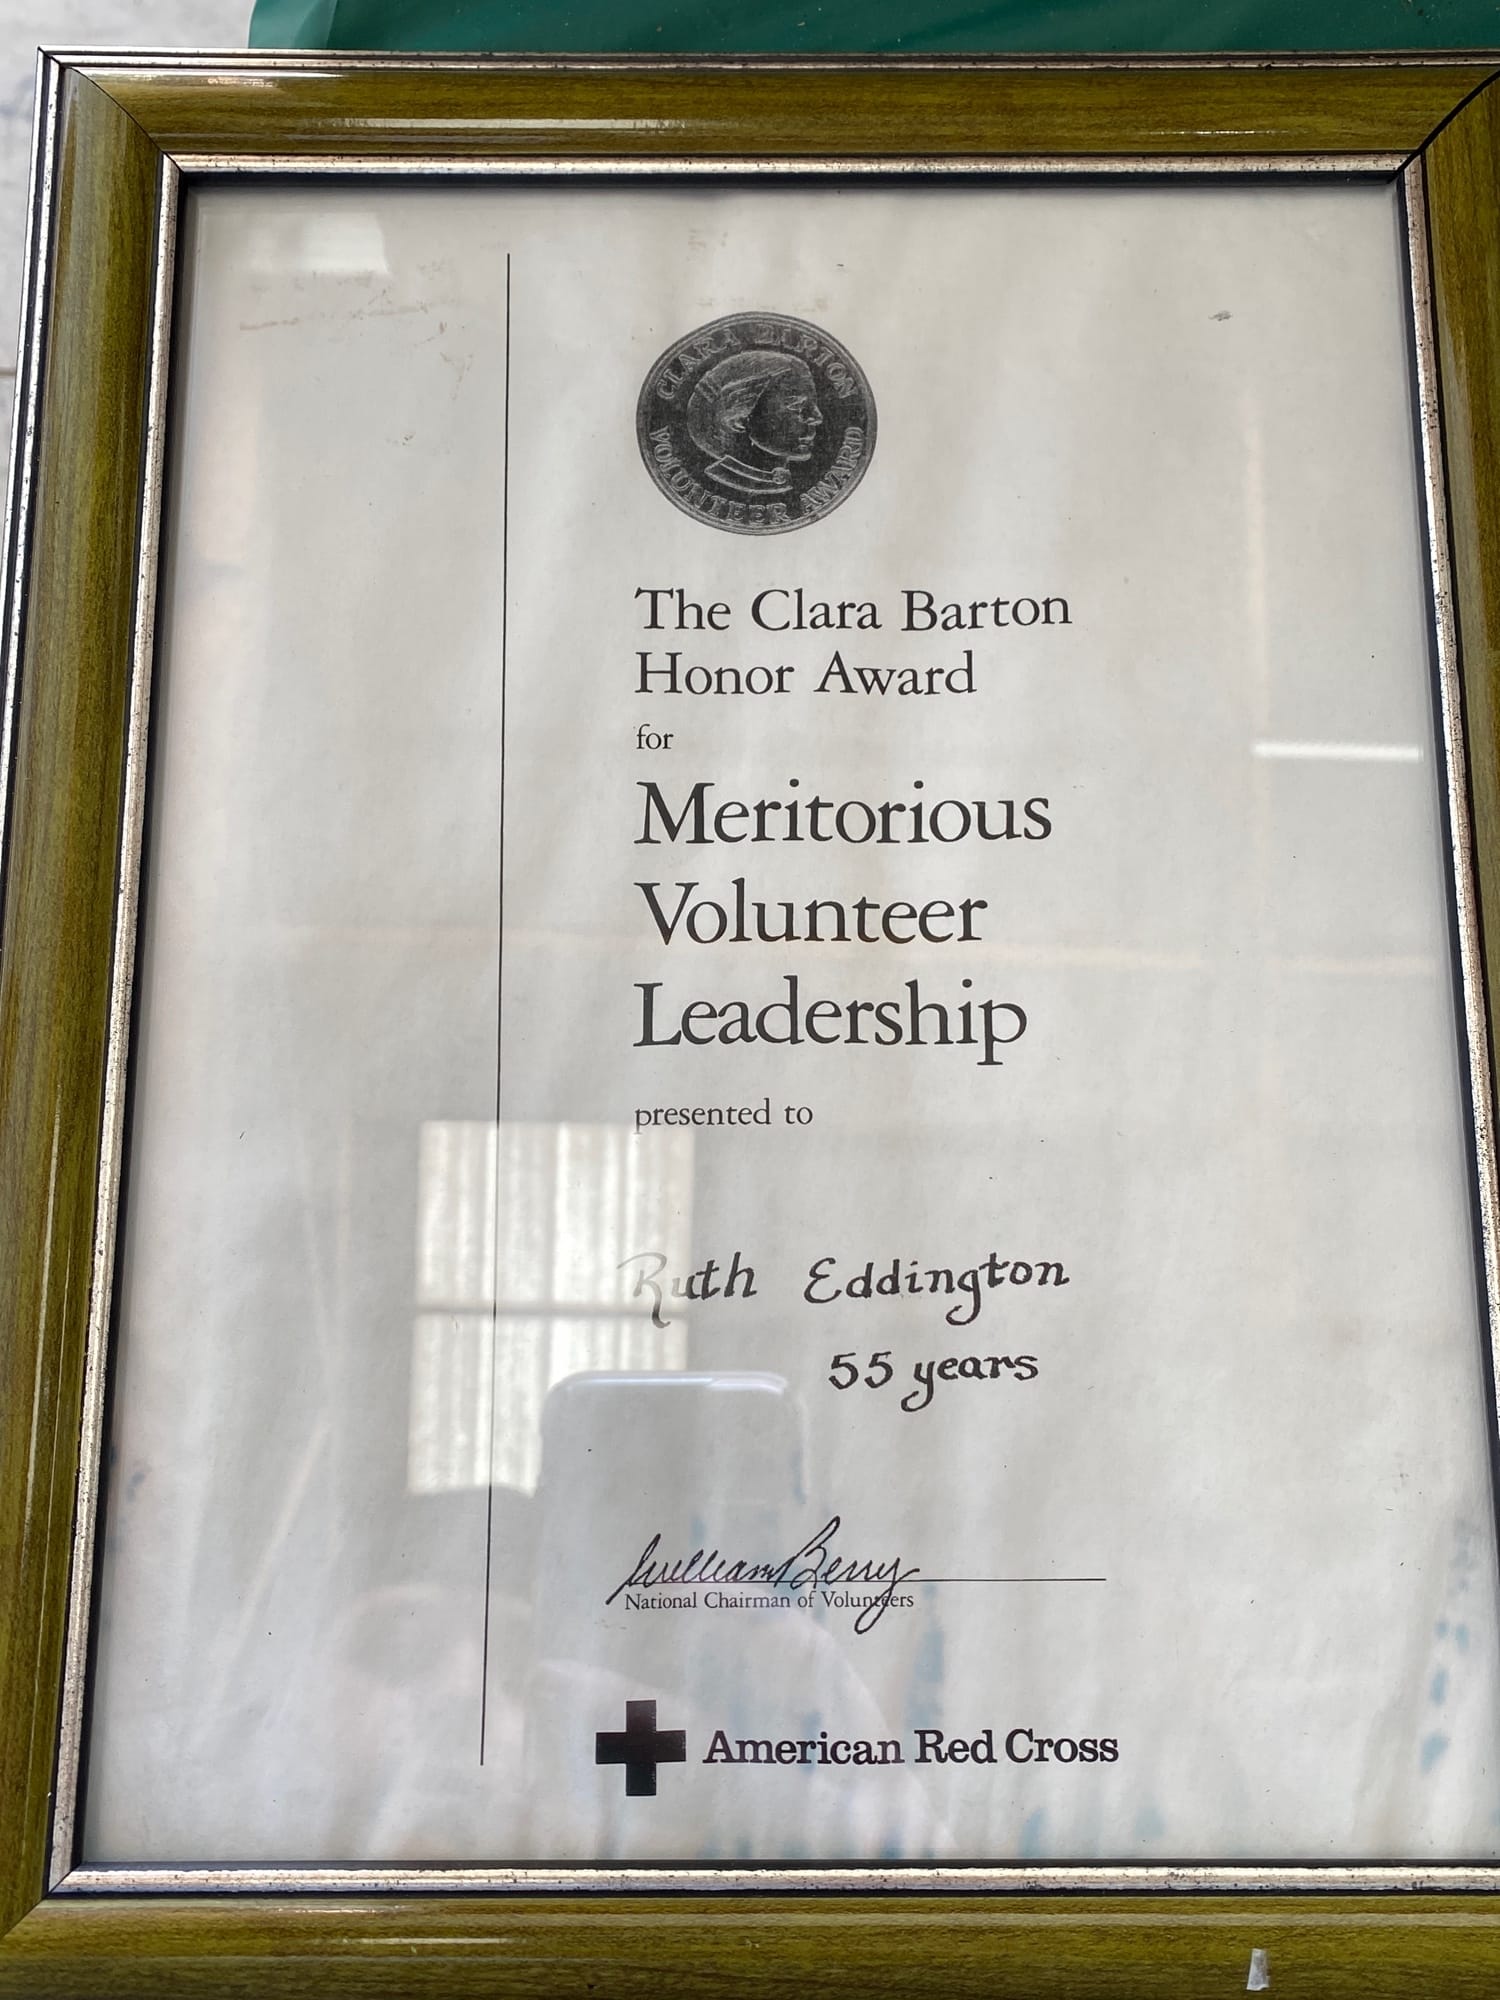 CLARA BARTON
VOLUNTEER AWARD
The Clara Barton
Honor Award
for
Meritorious
Volunteer
Leadership
presented to
Ruth Eddington
55 years
William Berry
National Chairman of Volunteers
American Red Cross